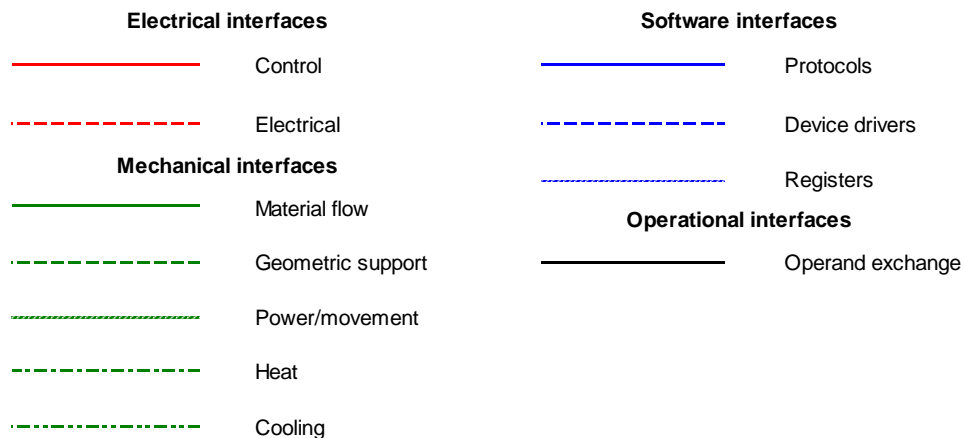 Electrical interfaces
Control
Electrical
Mechanical interfaces
Material flow
Geometric support
Power/movement
Heat
Cooling
Software interfaces
Protocols
Device drivers
Registers
Operational interfaces
Operand exchange